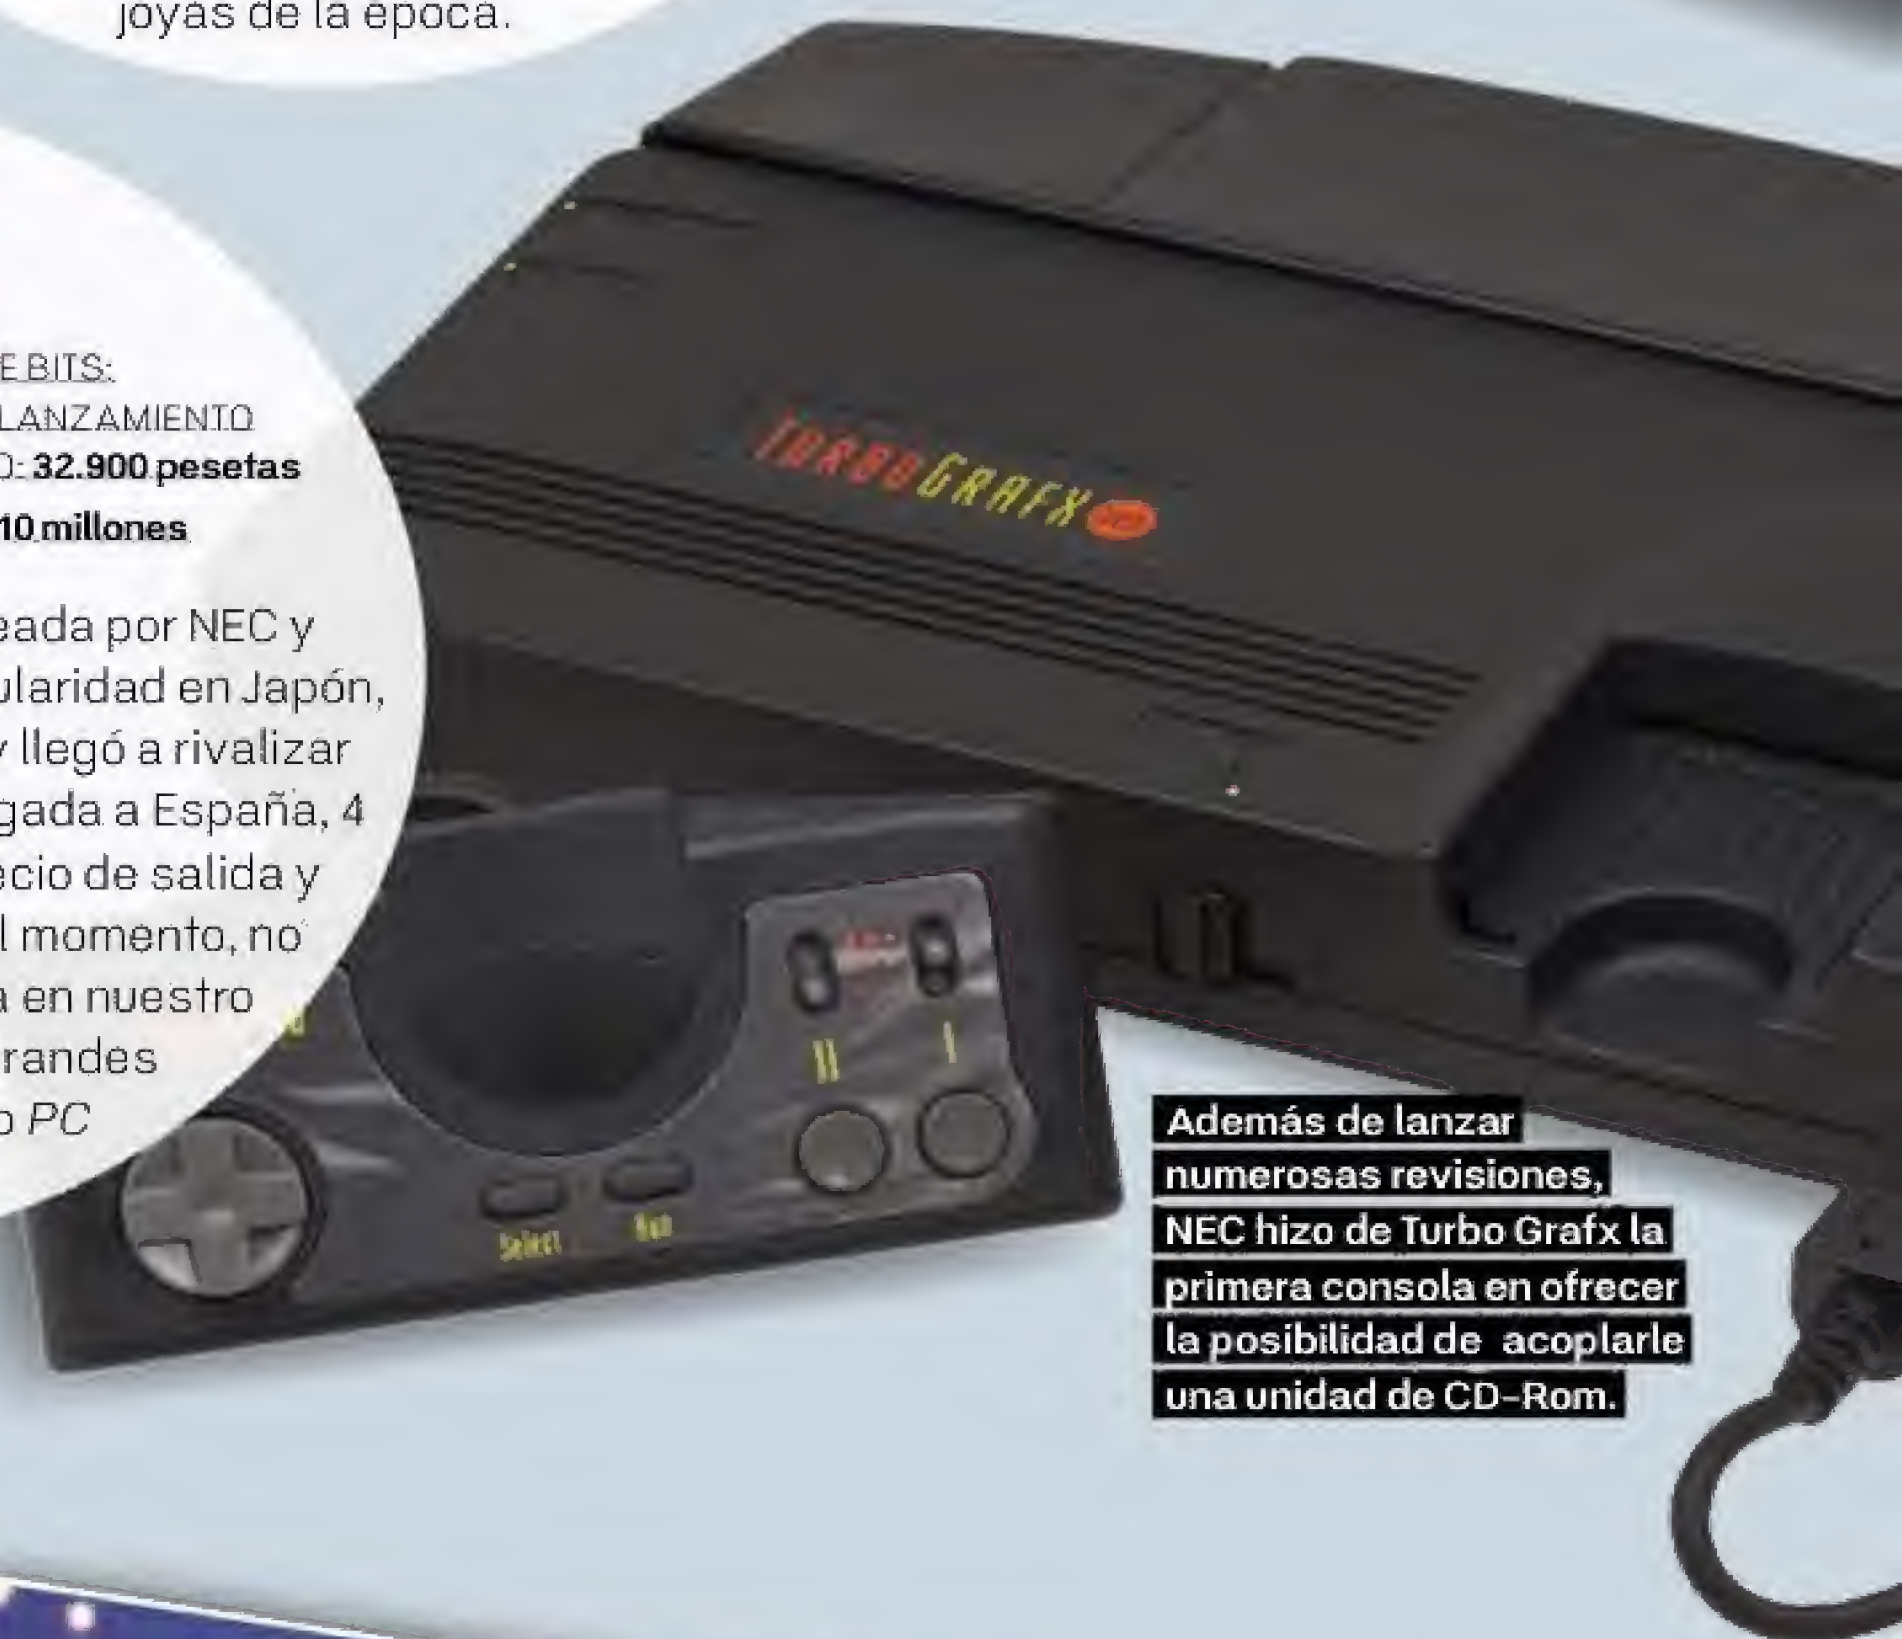 joyas de la época.
E BITS:
LANZAMIENTO
O: 32.900 pesetas
10 millones
eada por NEC y
ularidad en Japón,
y llegó a rivalizar
gada a España, 4
ecio de salida y
l momento, no
a en nuestro
randes
o PC
TURBOGRAFX
II I
Select Run
Además de lanzar
numerosas revisiones,
NEC hizo de Turbo Grafx la
primera consola en ofrecer
la posibilidad de acoplarle
una unidad de CD-Rom.